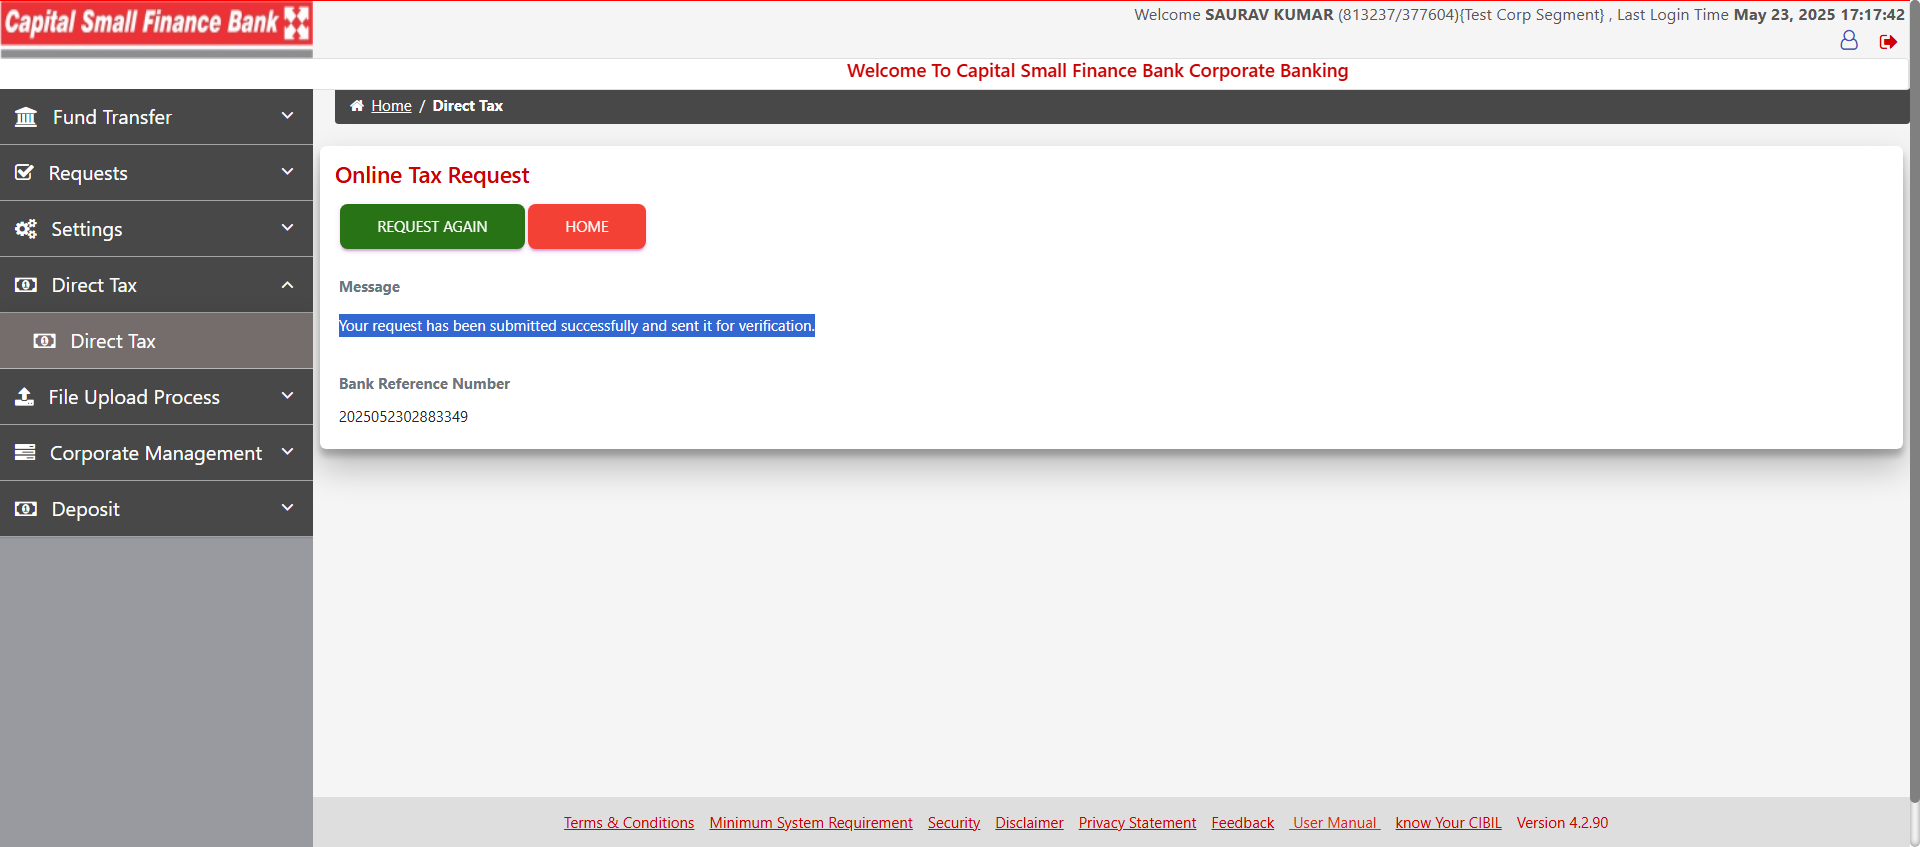 Capital Small Finance Bank
Welcome SAURAV KUMAR (813237/377604){Test Corp Segment} , Last Login Time May 23, 2025 17:17:42
Welcome To Capital Small Finance Bank Corporate Banking
Home / Direct Tax
Fund Transfer
Requests
Settings
Direct Tax
Direct Tax
File Upload Process
Corporate Management
Deposit
Online Tax Request
REQUEST AGAIN HOME
Message
Your request has been submitted successfully and sent it for verification.
Bank Reference Number
2025052302883349
Terms & Conditions Minimum System Requirement Security Disclaimer Privacy Statement Feedback User Manual know Your CIBIL Version 4.2.90